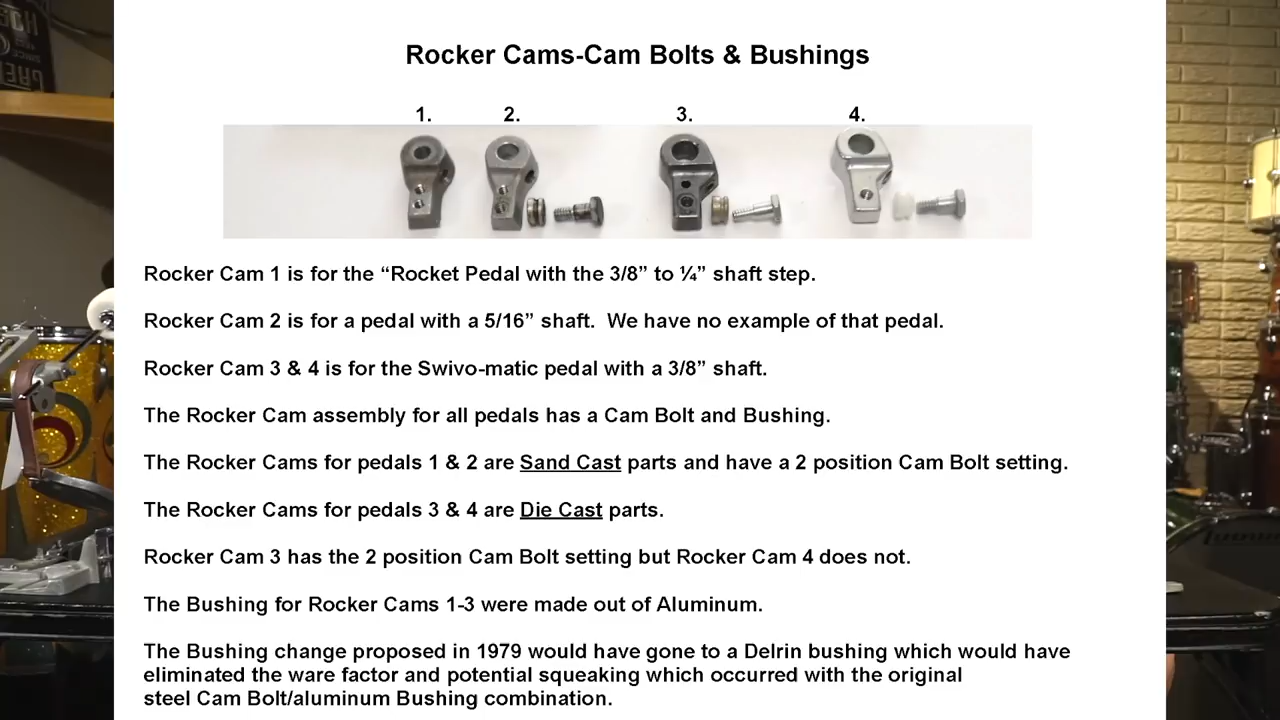 Rocker Cams-Cam Bolts & Bushings
1. 2. 3. 4.
Rocker Cam 1 is for the “Rocket Pedal with the 3/8” to ¼” shaft step.
Rocker Cam 2 is for a pedal with a 5/16” shaft. We have no example of that pedal.
Rocker Cam 3 & 4 is for the Swivo-matic pedal with a 3/8” shaft.
The Rocker Cam assembly for all pedals has a Cam Bolt and Bushing.
The Rocker Cams for pedals 1 & 2 are Sand Cast parts and have a 2 position Cam Bolt setting.
The Rocker Cams for pedals 3 & 4 are Die Cast parts.
Rocker Cam 3 has the 2 position Cam Bolt setting but Rocker Cam 4 does not.
The Bushing for Rocker Cams 1-3 were made out of Aluminum.
The Bushing change proposed in 1979 would have gone to a Delrin bushing which would have
eliminated the ware factor and potential squeaking which occurred with the original
steel Cam Bolt/aluminum Bushing combination.